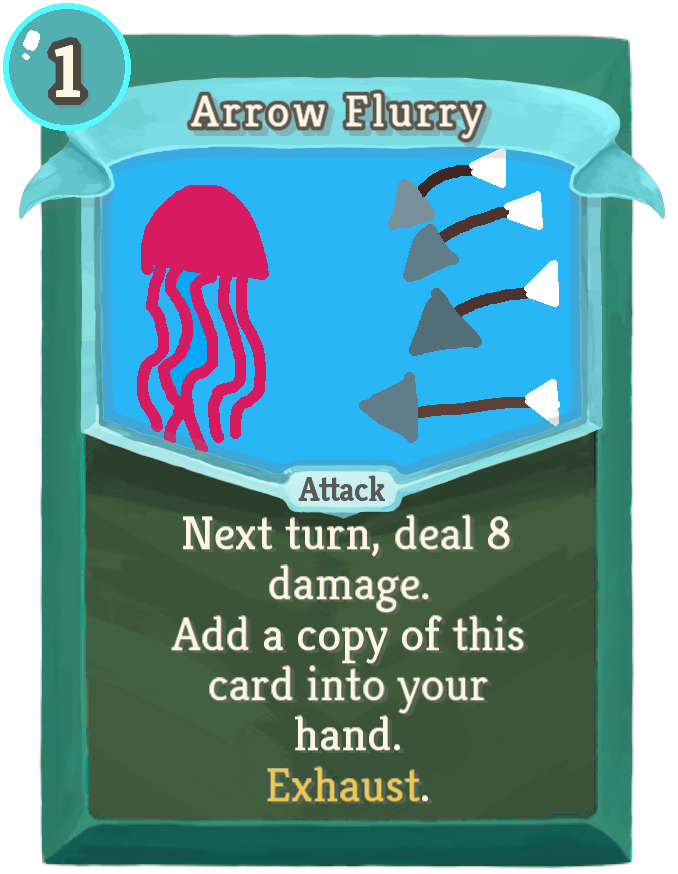 1
Arrow Flurry
Attack
Next turn, deal 8
damage.
Add a copy of this
card into your
hand.
Exhaust.